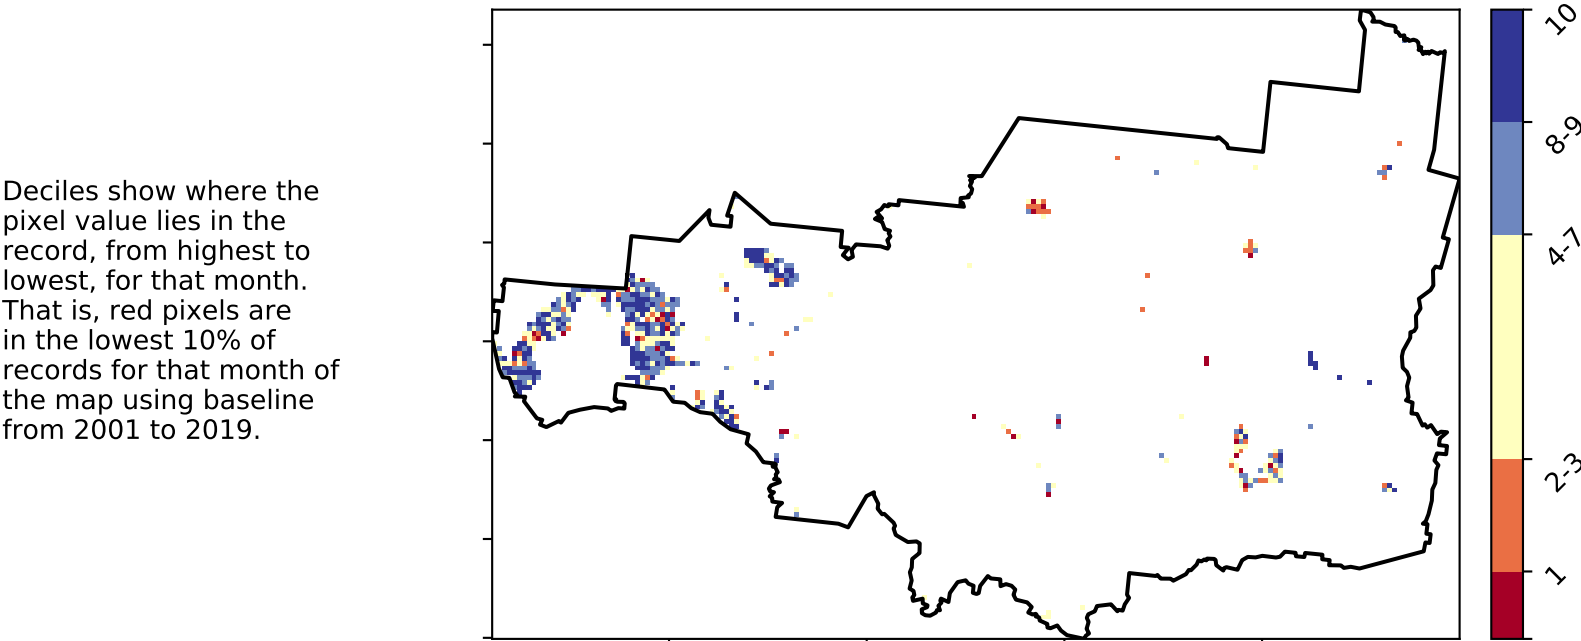 Deciles show where the
pixel value lies in the
record, from highest to
lowest, for that month.
That is, red pixels are
in the lowest 10% of
records for that month of
the map using baseline
from 2001 to 2019.
10
8-9
4-7
2-3
1